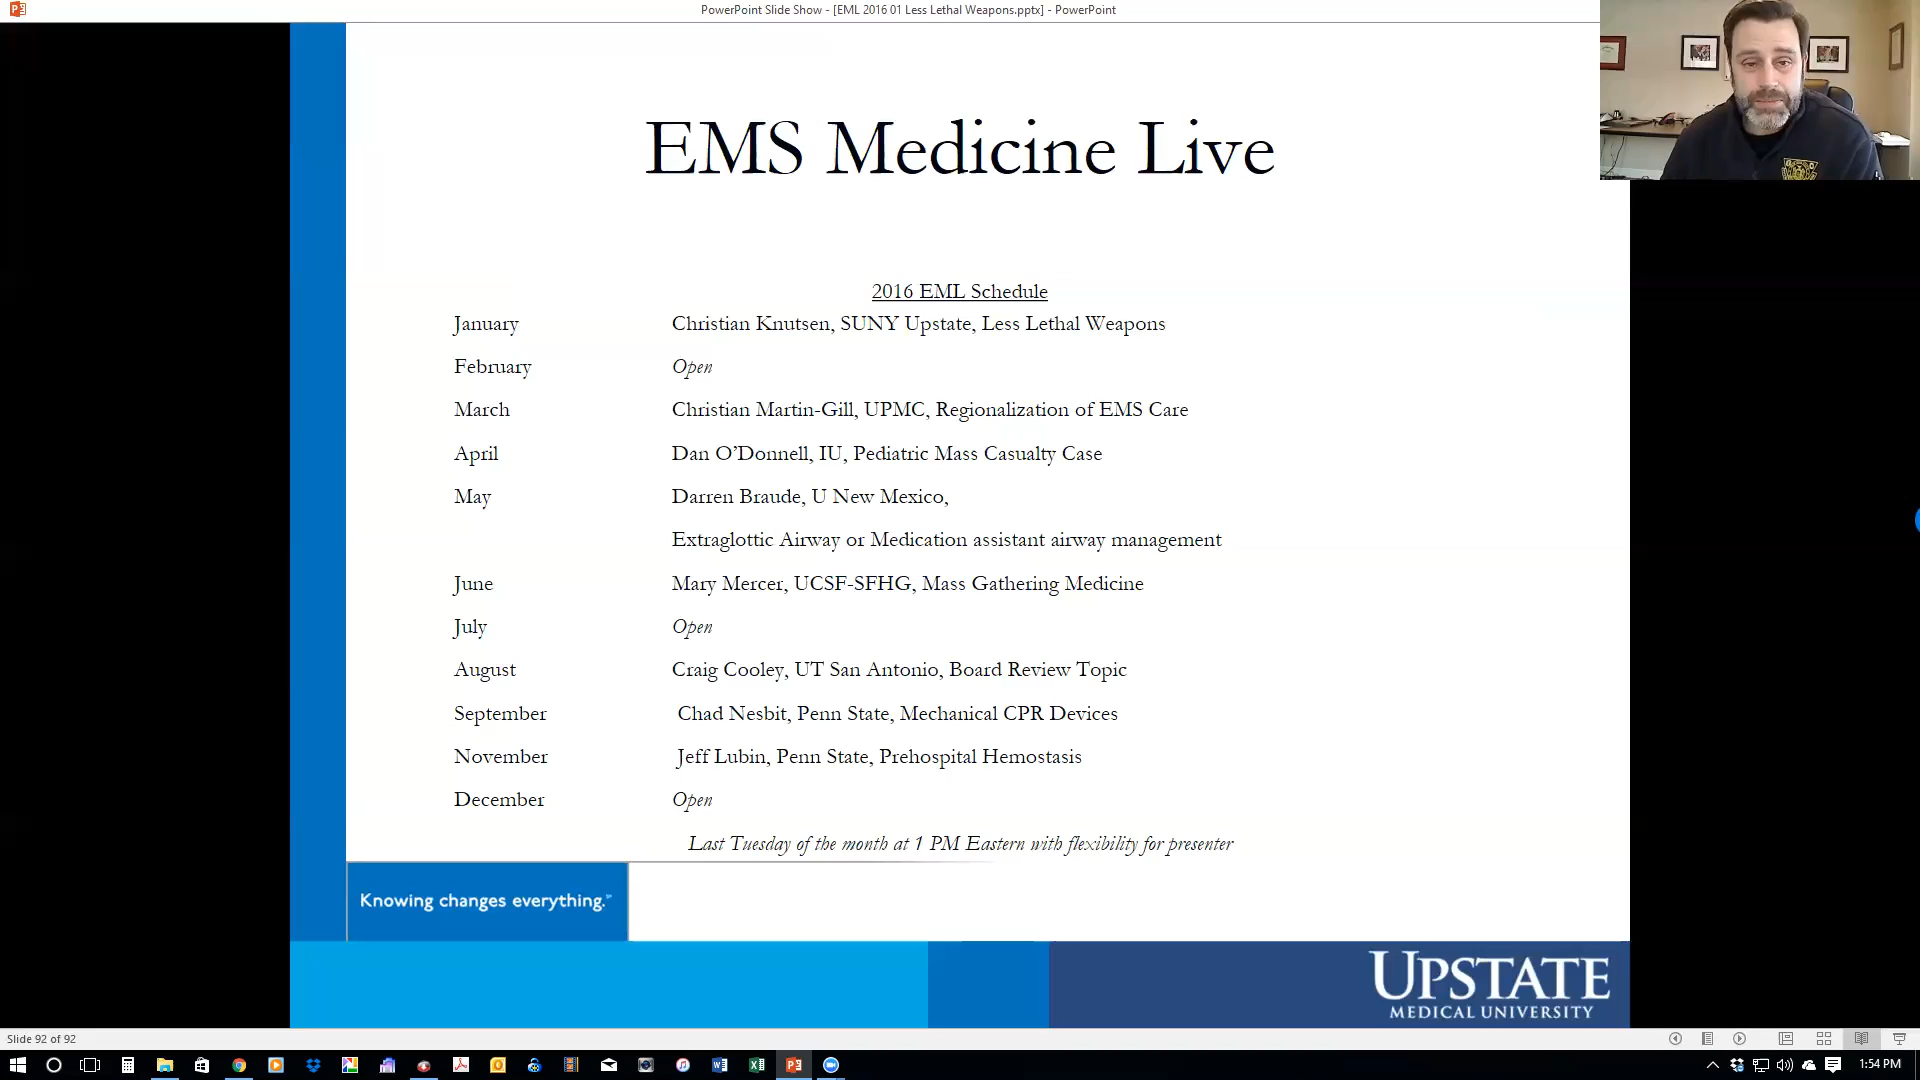 PowerPoint Slide Show - [EML 2016 01 Less Lethal Weapons.pptx] - PowerPoint
EMS Medicine Live
2016 EML Schedule
January Christian Knutsen, SUNY Upstate, Less Lethal Weapons
February Open
March Christian Martin-Gill, UPMC, Regionalization of EMS Care
April Dan O’Donnell, IU, Pediatric Mass Casualty Case
May Darren Braude, U New Mexico,
Extraglottic Airway or Medication assistant airway management
June Mary Mercer, UCSF-SFHG, Mass Gathering Medicine
July Open
August Craig Cooley, UT San Antonio, Board Review Topic
September Chad Nesbit, Penn State, Mechanical CPR Devices
November Jeff Lubin, Penn State, Prehospital Hemostasis
December Open
Last Tuesday of the month at 1 PM Eastern with flexibility for presenter
Knowing changes everything.
UPSTATE
MEDICAL UNIVERSITY
Slide 92 of 92
1:54 PM